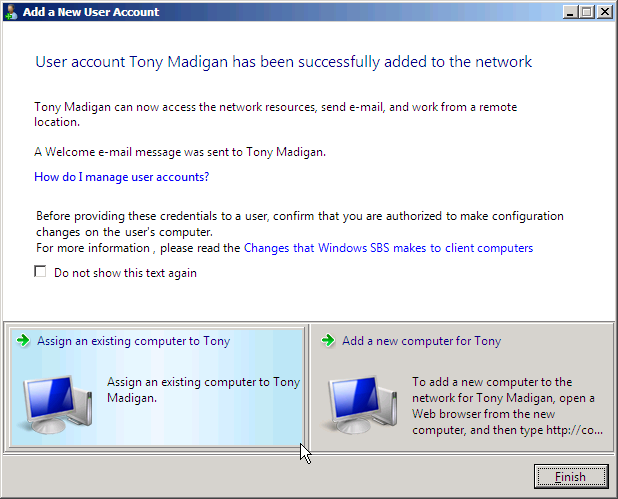 Add a New User Account
User account Tony Madigan has been successfully added to the network
Tony Madigan can now access the network resources, send e-mail, and work from a remote
location.
A Welcome e-mail message was sent to Tony Madigan.
How do I manage user accounts?
Before providing these credentials to a user, confirm that you are authorized to make configuration
changes on the user's computer.
For more information , please read the Changes that Windows SBS makes to client computers
Do not show this text again
Assign an existing computer to Tony
Assign an existing computer to Tony
Madigan.
Add a new computer for Tony
To add a new computer to the
network for Tony Madigan, open a
Web browser from the new
computer, and then type http://co...
Finish